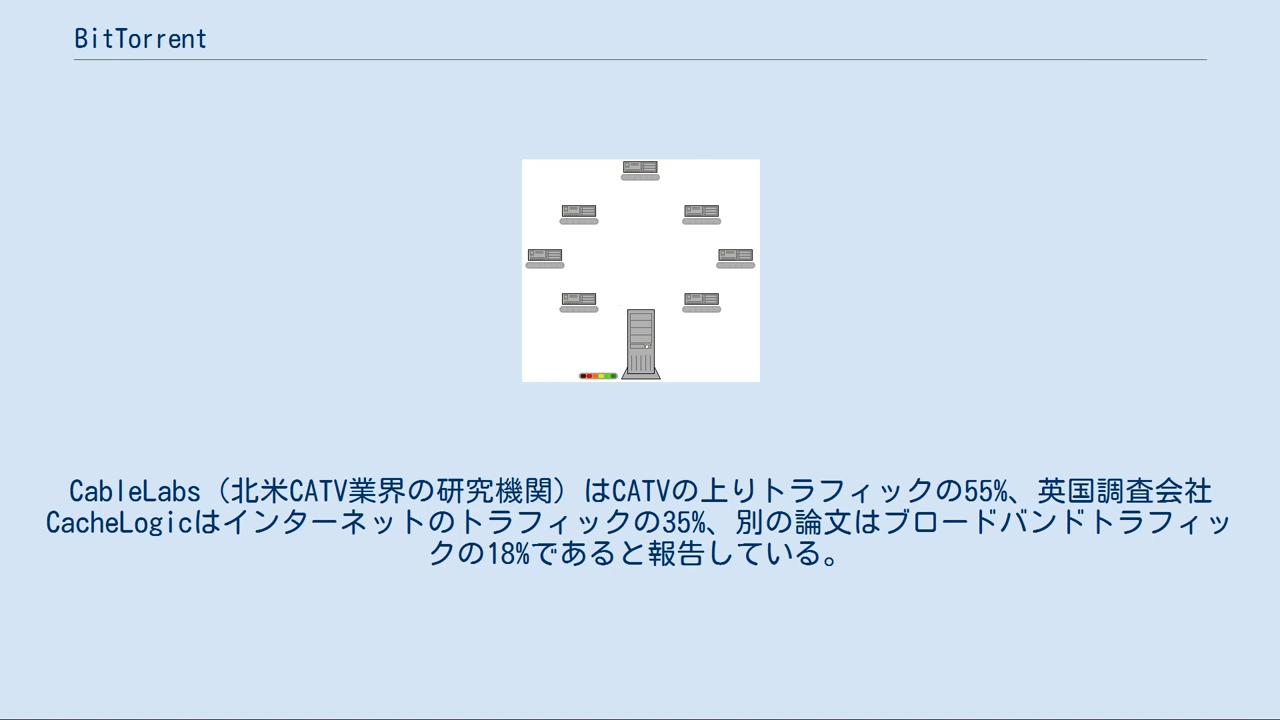 BitTorrent
CableLabs（北米CATV業界の研究機関）はCATVの上りトラフィックの55%、英国調査会社
CacheLogicはインターネットのトラフィックの35%、別の論文はブロードバンドトラフィッ
クの18%であると報告している。